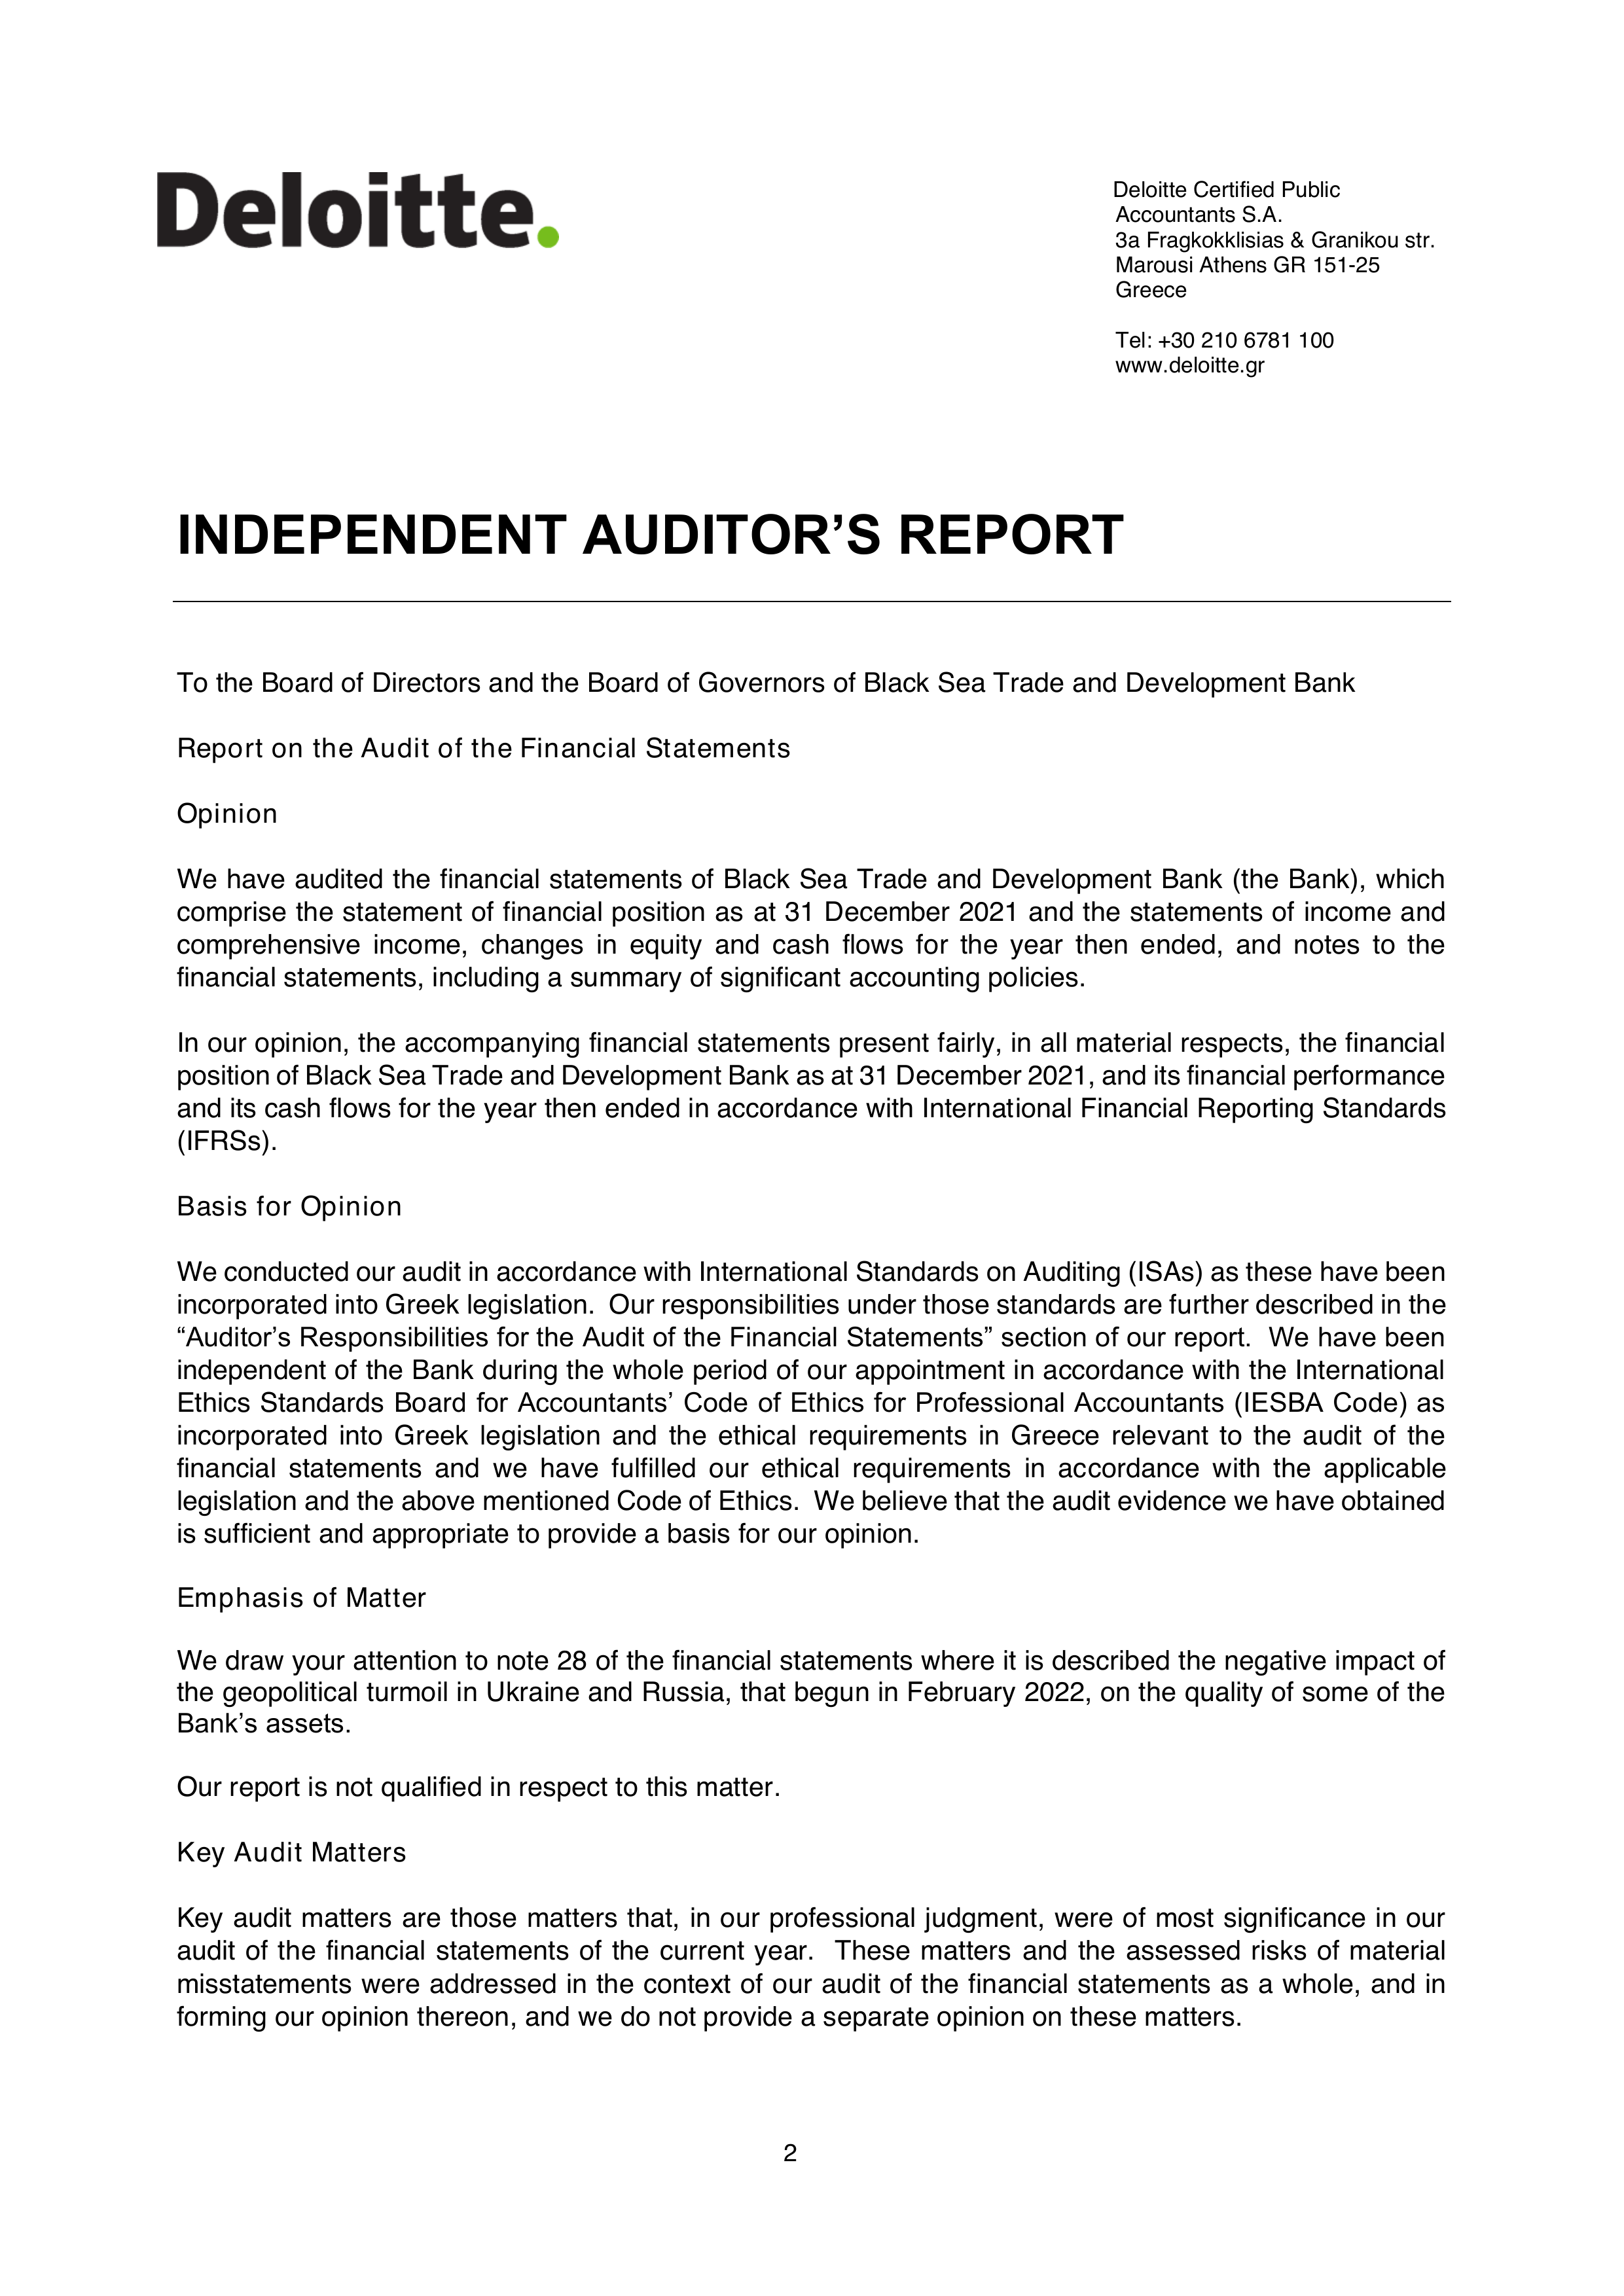 Deloitte.
Deloitte Certified Public
Accountants S.A.
3a Fragkokklisias & Granikou str.
Marousi Athens GR 151-25
Greece
Tel: +30 210 6781 100
www.deloitte.gr
INDEPENDENT AUDITOR’S REPORT
To the Board of Directors and the Board of Governors of Black Sea Trade and Development Bank
Report on the Audit of the Financial Statements
Opinion
We have audited the financial statements of Black Sea Trade and Development Bank (the Bank), which
comprise the statement of financial position as at 31 December 2021 and the statements of income and
comprehensive income, changes in equity and cash flows for the year then ended, and notes to the
financial statements, including a summary of significant accounting policies.
In our opinion, the accompanying financial statements present fairly, in all material respects, the financial
position of Black Sea Trade and Development Bank as at 31 December 2021, and its financial performance
and its cash flows for the year then ended in accordance with International Financial Reporting Standards
(IFRSs).
Basis for Opinion
We conducted our audit in accordance with International Standards on Auditing (ISAs) as these have been
incorporated into Greek legislation. Our responsibilities under those standards are further described in the
“Auditor’s Responsibilities for the Audit of the Financial Statements” section of our report. We have been
independent of the Bank during the whole period of our appointment in accordance with the International
Ethics Standards Board for Accountants’ Code of Ethics for Professional Accountants (IESBA Code) as
incorporated into Greek legislation and the ethical requirements in Greece relevant to the audit of the
financial statements and we have fulfilled our ethical requirements in accordance with the applicable
legislation and the above mentioned Code of Ethics. We believe that the audit evidence we have obtained
is sufficient and appropriate to provide a basis for our opinion.
Emphasis of Matter
We draw your attention to note 28 of the financial statements where it is described the negative impact of
the geopolitical turmoil in Ukraine and Russia, that begun in February 2022, on the quality of some of the
Bank’s assets.
Our report is not qualified in respect to this matter.
Key Audit Matters
Key audit matters are those matters that, in our professional judgment, were of most significance in our
audit of the financial statements of the current year. These matters and the assessed risks of material
misstatements were addressed in the context of our audit of the financial statements as a whole, and in
forming our opinion thereon, and we do not provide a separate opinion on these matters.
2